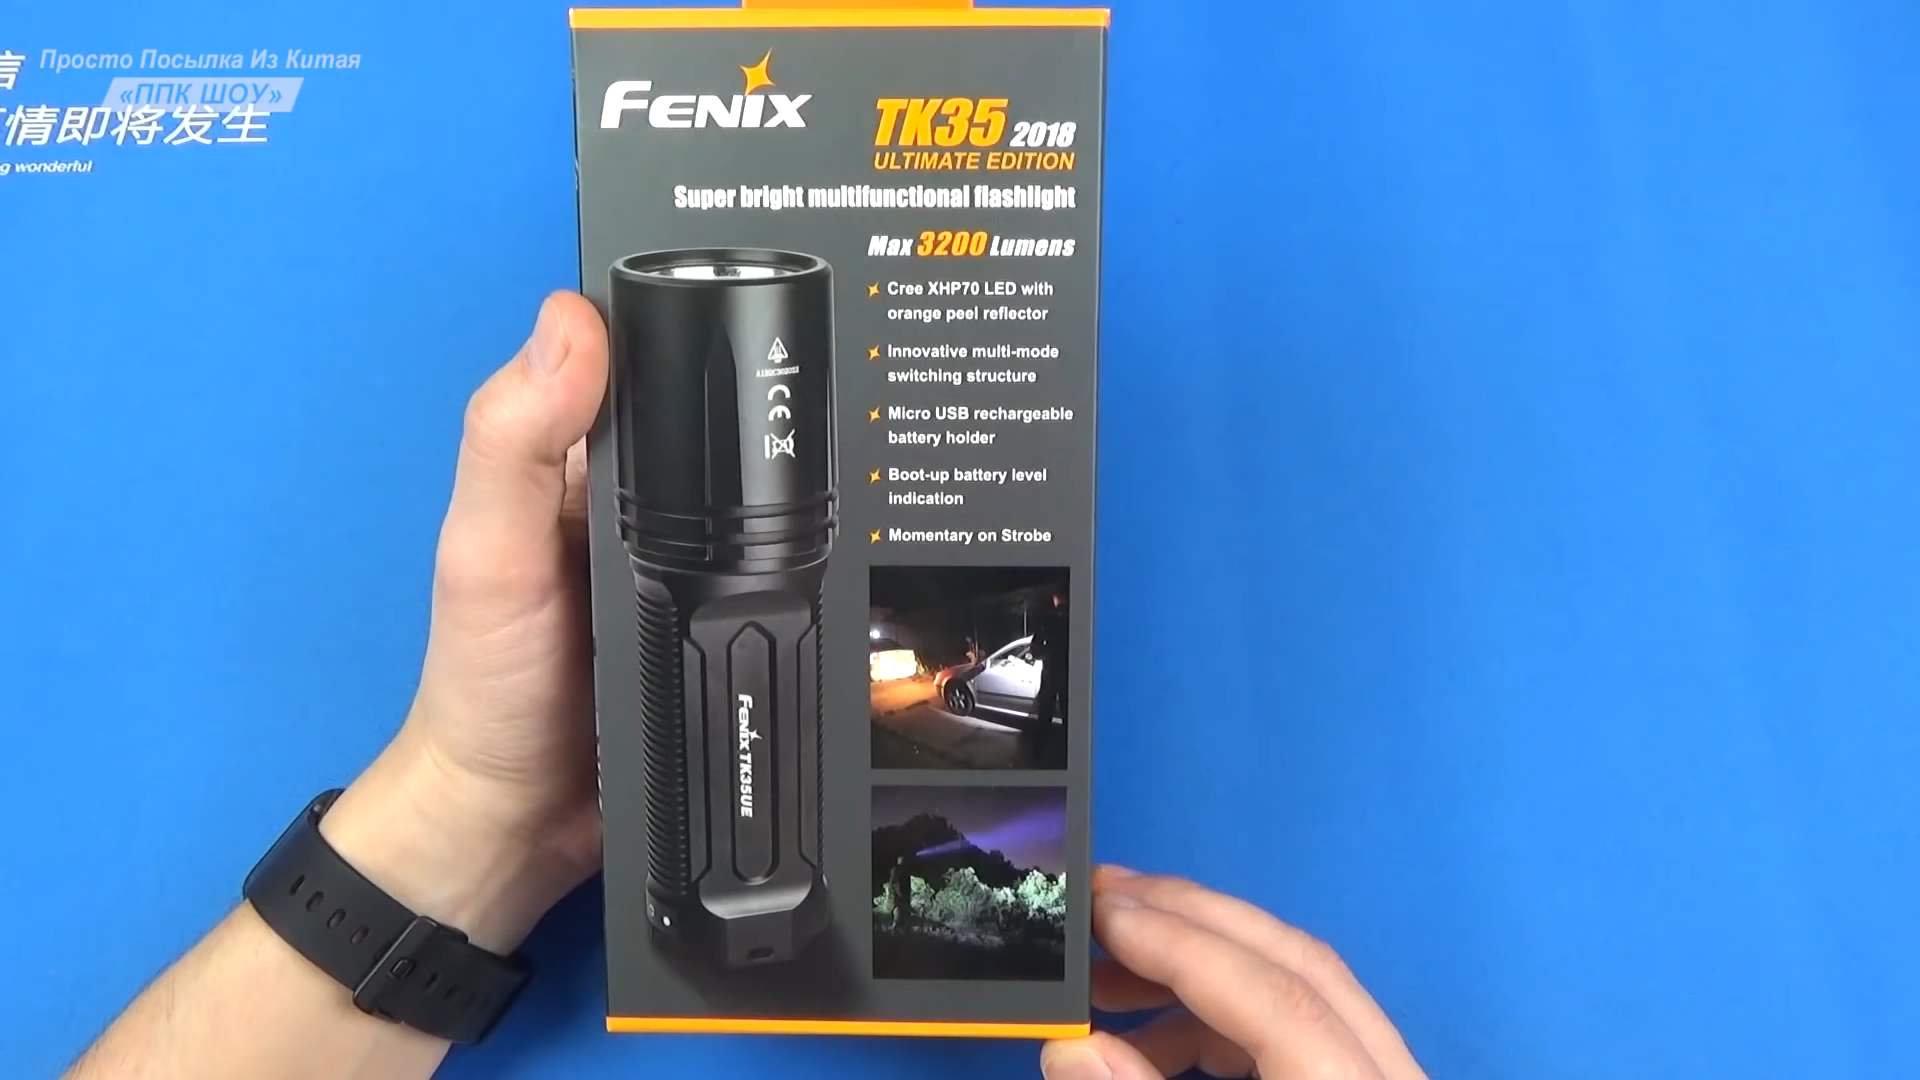 Просто Посылка Из Китая
«ППК ШОУ»
言
情即将发生
g wonderful
FENIX
TK35 2018
ULTIMATE EDITION
Super bright multifunctional flashlight
Max 3200 Lumens
Cree XHP70 LED with
orange peel reflector
Innovative multi-mode
switching structure
Micro USB rechargeable
battery holder
Boot-up battery level
indication
Momentary on Strobe
CE
FENIX TK35UE